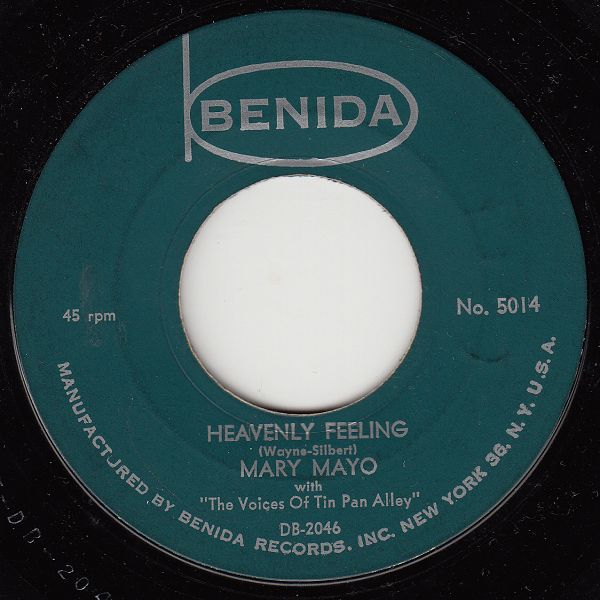 BENIDA
45 rpm
No. 5014
HEAVENLY FEELING
(Wayne-Silbert)
MARY MAYO
with
"The Voices Of Tin Pan Alley"
DB-2046
MANUFACTURED BY BENIDA RECORDS. INC. NEW YORK 36, N. Y. U.S.A.